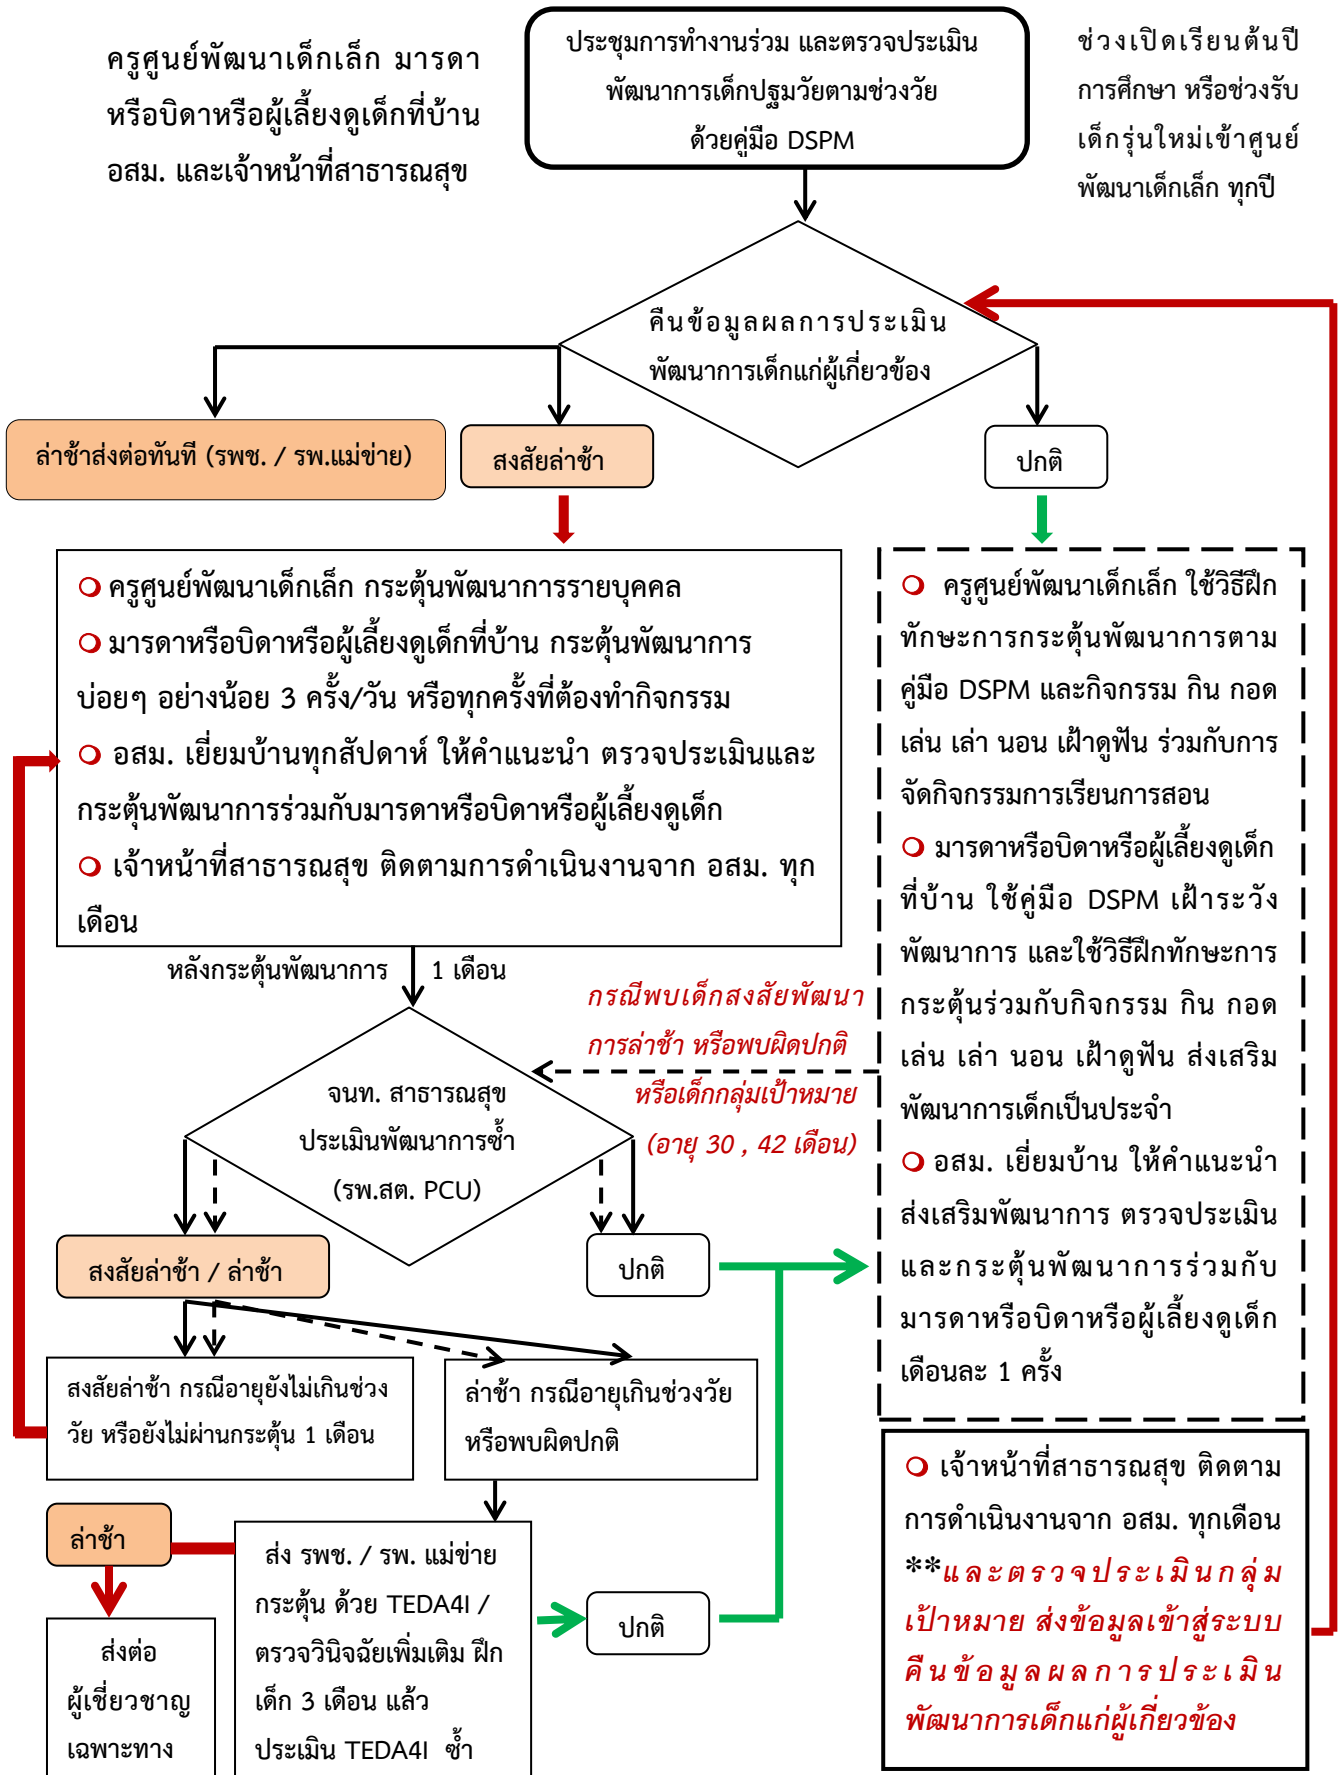 ครูศูนย์พัฒนาเด็กเล็ก มารดา
หรือบิดาหรือผู้เลี้ยงดูเด็กที่บ้าน
อสม. และเจ้าหน้าที่สาธารณสุข
ประชุมการทำงานร่วม และตรวจประเมิน
พัฒนาการเด็กปฐมวัยตามช่วงวัย
ด้วยคู่มือ DSPM
ช่วงเปิดเรียนต้นปี
การศึกษา หรือช่วงรับ
เด็กรุ่นใหม่เข้าศูนย์
พัฒนาเด็กเล็ก ทุกปี
คืนข้อมูลผลการประเมิน
พัฒนาการเด็กแก่ผู้เกี่ยวข้อง
ล่าช้าส่งต่อทันที (รพช. / รพ.แม่ข่าย)
สงสัยล่าช้า
ปกติ
ครูศูนย์พัฒนาเด็กเล็ก กระตุ้นพัฒนาการรายบุคคล
มารดาหรือบิดาหรือผู้เลี้ยงดูเด็กที่บ้าน กระตุ้นพัฒนาการ
บ่อยๆ อย่างน้อย 3 ครั้ง/วัน หรือทุกครั้งที่ต้องทำกิจกรรม
อสม. เยี่ยมบ้านทุกสัปดาห์ ให้คำแนะนำ ตรวจประเมินและ
กระตุ้นพัฒนาการร่วมกับมารดาหรือบิดาหรือผู้เลี้ยงดูเด็ก
เจ้าหน้าที่สาธารณสุข ติดตามการดำเนินงานจาก อสม. ทุก
เดือน
ครูศูนย์พัฒนาเด็กเล็ก ใช้วิธีฝึก
ทักษะการกระตุ้นพัฒนาการตาม
คู่มือ DSPM และกิจกรรม กิน กอด
เล่น เล่า นอน เฝ้าดูฟัน ร่วมกับการ
จัดกิจกรรมการเรียนการสอน
มารดาหรือบิดาหรือผู้เลี้ยงดูเด็ก
ที่บ้าน ใช้คู่มือ DSPM เฝ้าระวัง
พัฒนาการ และใช้วิธีฝึกทักษะการ
กระตุ้นร่วมกับกิจกรรม กิน กอด
เล่น เล่า นอน เฝ้าดูฟัน ส่งเสริม
พัฒนาการเด็กเป็นประจำ
อสม. เยี่ยมบ้าน ให้คำแนะนำ
ส่งเสริมพัฒนาการ ตรวจประเมิน
และกระตุ้นพัฒนาการร่วมกับ
มารดาหรือบิดาหรือผู้เลี้ยงดูเด็ก
เดือนละ 1 ครั้ง
หลังกระตุ้นพัฒนาการ 1 เดือน
กรณีพบเด็กสงสัยพัฒนา
การล่าช้า หรือพบผิดปกติ
หรือเด็กกลุ่มเป้าหมาย
(อายุ 30 , 42 เดือน)
จนท. สาธารณสุข
ประเมินพัฒนาการซ้ำ
(รพ.สต. PCU)
สงสัยล่าช้า / ล่าช้า
ปกติ
สงสัยล่าช้า กรณีอายุยังไม่เกินช่วง
วัย หรือยังไม่ผ่านกระตุ้น 1 เดือน
ล่าช้า กรณีอายุเกินช่วงวัย
หรือพบผิดปกติ
ล่าช้า
ส่งต่อ
ผู้เชี่ยวชาญ
เฉพาะทาง
ส่ง รพช. / รพ. แม่ข่าย
กระตุ้น ด้วย TEDA4I /
ตรวจวินิจฉัยเพิ่มเติม ฝึก
เด็ก 3 เดือน แล้ว
ประเมิน TEDA4I ซ้ำ
ปกติ
เจ้าหน้าที่สาธารณสุข ติดตาม
การดำเนินงานจาก อสม. ทุกเดือน
**และตรวจประเมินกลุ่ม
เป้าหมาย ส่งข้อมูลเข้าสู่ระบบ
คืนข้อมูลผลการประเมิน
พัฒนาการเด็กแก่ผู้เกี่ยวข้อง